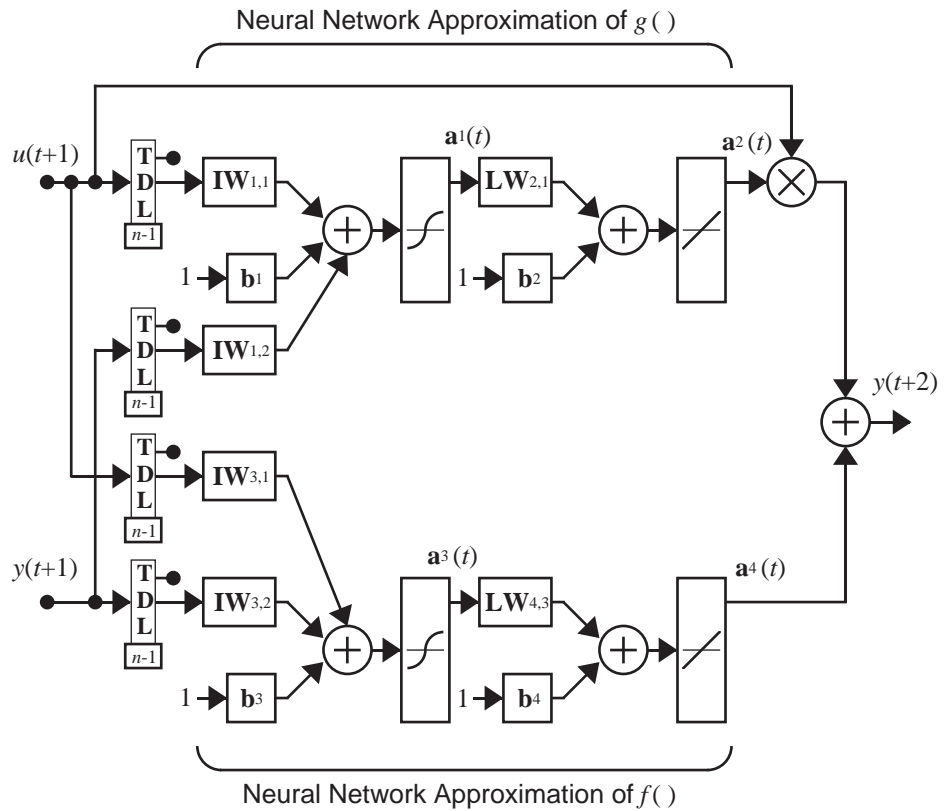 Neural Network Approximation of g ( )
a1(t)
a2 (t)
u(t+1)
T
D
L
n-1
IW1,1
LW2,1
1
b1
1
b2
T
D
L
n-1
IW1,2
y(t+2)
T
D
L
n-1
IW3,1
y(t+1)
a3 (t)
a4 (t)
T
D
L
n-1
IW3,2
LW4,3
1
b3
1
b4
Neural Network Approximation of f ( )